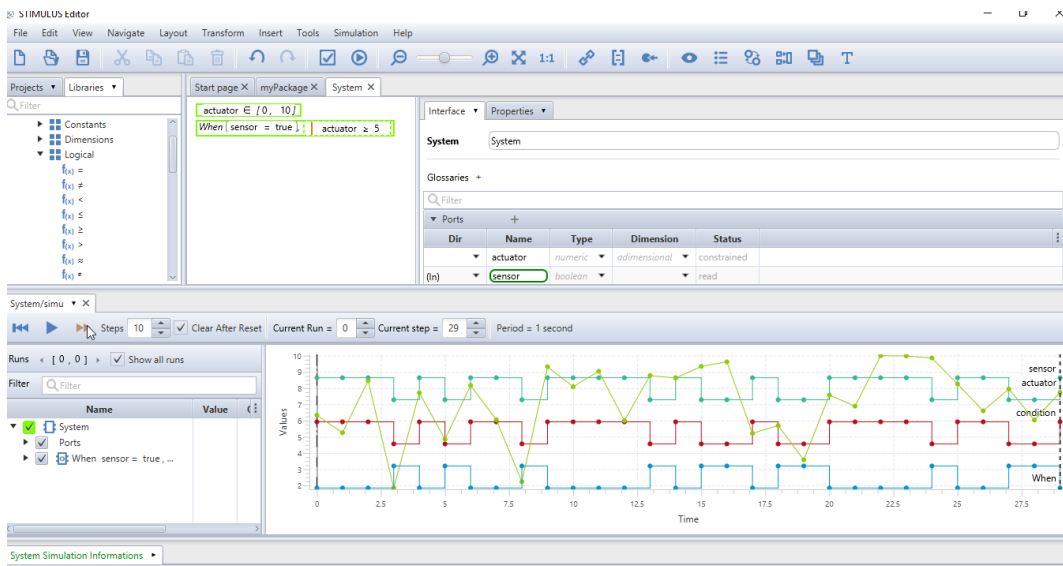 STIMULUS Editor
File Edit View Navigate Layout Transform Insert Tools Simulation Help
1:1 T
Projects Libraries
Start page myPackage System
Filter
Constants
Dimensions
Logical
f(x) =
f(x) ≠
f(x) <
f(x) ≤
f(x) ≥
f(x) >
f(x) ≈
f(x) ≠
actuator ∈ [0, 10]
When sensor = true, actuator ≥ 5
Interface Properties
System System
Glossaries +
Filter
Ports +
Dir Name Type Dimension Status
actuator numeric adimensional constrained
(In) sensor boolean read
System/simu
Steps 10 Clear After Reset Current Run = 0 Current step = 29 Period = 1 second
Runs [ 0 , 0 ] Show all runs
Filter Filter
Name Value (
System
Ports
When sensor = true , ...
Values
10
9
8
7
6
5
4
3
2
0 2.5 5 7.5 10 12.5 15 17.5 20 22.5 25 27.5
Time
sensor
actuator
condition
When
System Simulation Informations